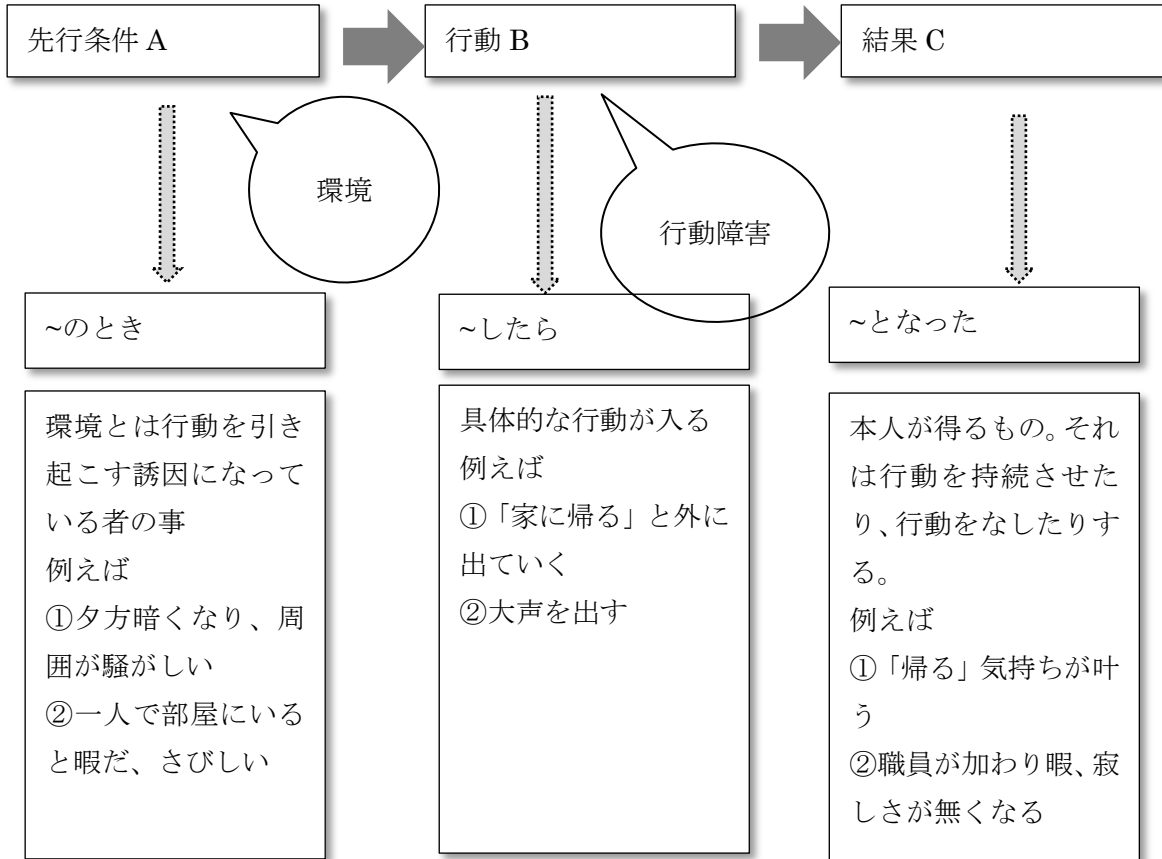 先行条件 A
行動 B
結果 C
環境
行動障害
~のとき
~したら
~となった
環境とは行動を引き
起こす誘因になって
いる者の事
例えば
①夕方暗くなり、周
囲が騒がしい
②一人で部屋にいる
と暇だ、さびしい
具体的な行動が入る
例えば
①「家に帰る」と外に
出ていく
②大声を出す
本人が得るもの。それ
は行動を持続させた
り、行動をなしたりす
る。
例えば
①「帰る」気持ちが叶
う
②職員が加わり暇、寂
しさが無くなる